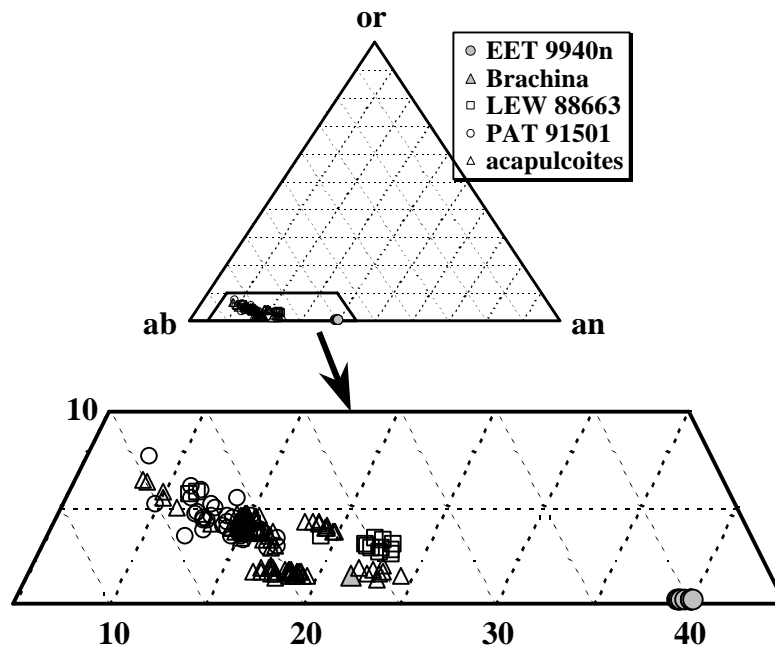 or
EET 9940n
Brachina
LEW 88663
PAT 91501
acapulcoites
ab
an
10
10
20
30
40